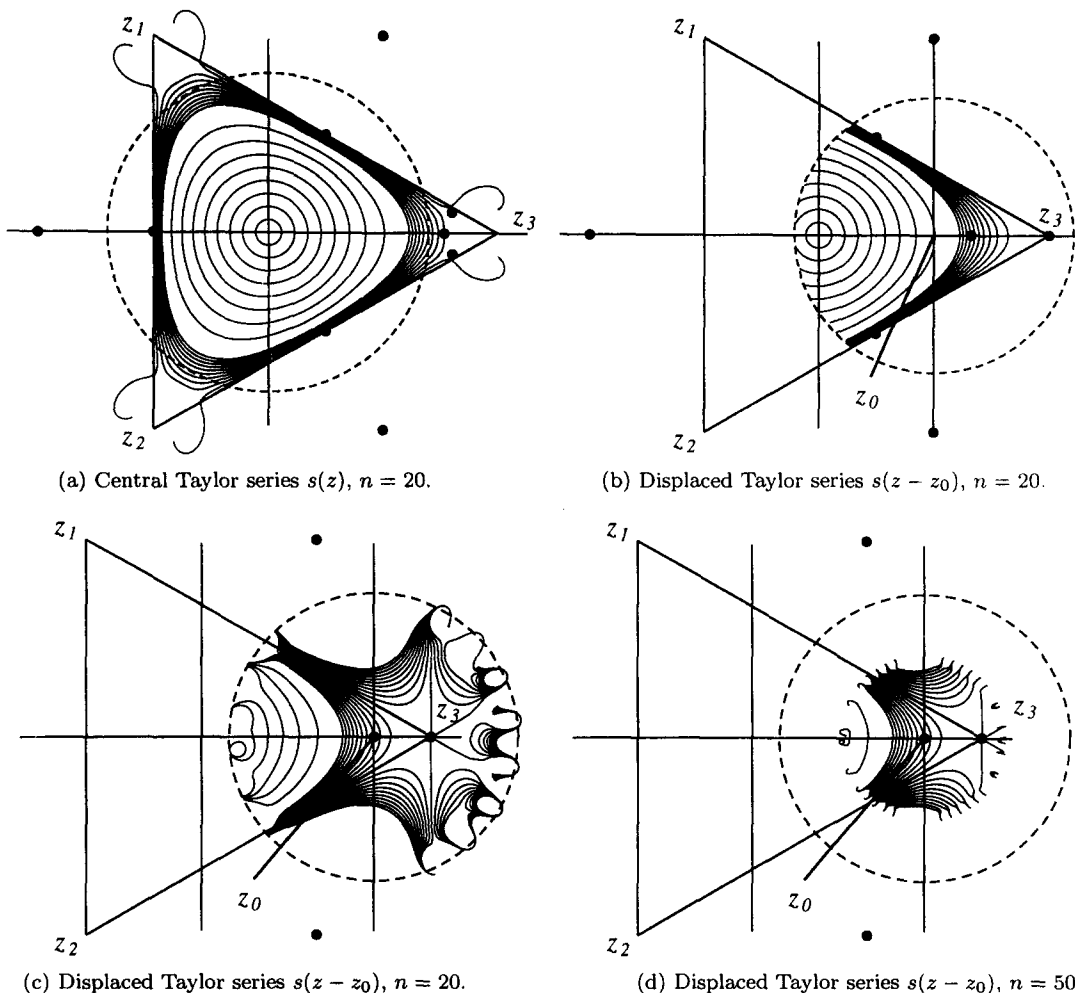 z1
z3
z2
(a) Central Taylor series s(z), n = 20.
z1
z3
z0
z2
(b) Displaced Taylor series s(z − z0), n = 20.
z1
z3
z0
z2
(c) Displaced Taylor series s(z − z0), n = 20.
z1
z3
z0
z2
(d) Displaced Taylor series s(z − z0), n = 50